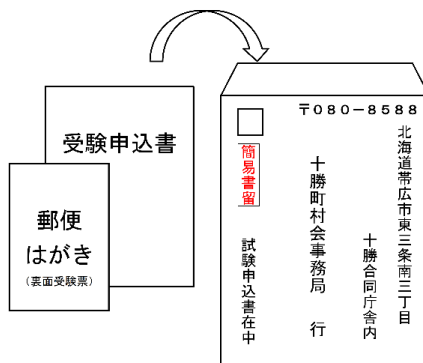 受験申込書
郵便
はがき
(裏面受験票)
〒080-8588
北海道帯広市東三条南三丁目
十勝合同庁舎内
十勝町村会事務局 行
簡易書留
試験申込書在中